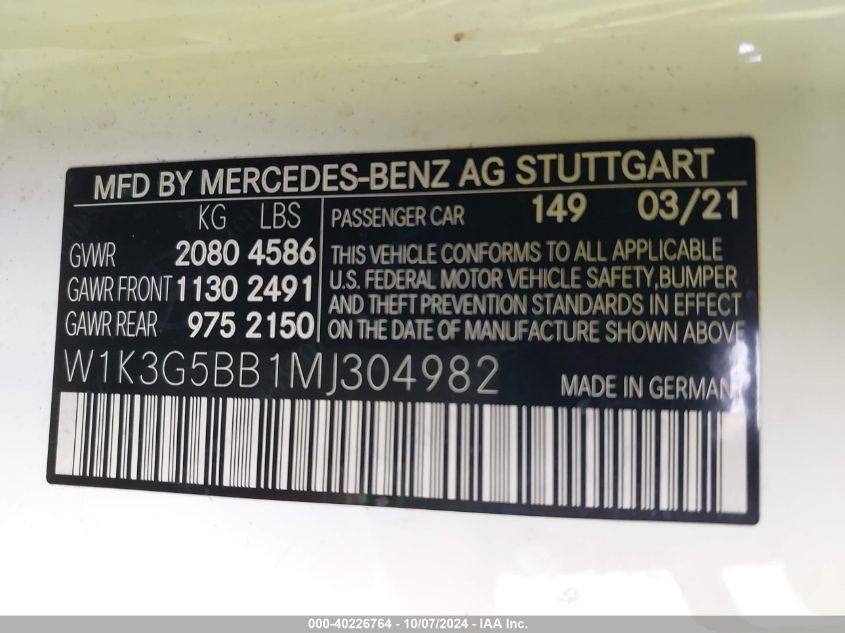 MFD BY MERCEDES-BENZ AG STUTTGART
KG LBS
GVWR 2080 4586
GAWR FRONT 1130 2491
GAWR REAR 975 2150
PASSENGER CAR 149 03/21
THIS VEHICLE CONFORMS TO ALL APPLICABLE
U.S. FEDERAL MOTOR VEHICLE SAFETY,BUMPER
AND THEFT PREVENTION STANDARDS IN EFFECT
ON THE DATE OF MANUFACTURE SHOWN ABOVE
W1K3G5BB1MJ304982
MADE IN GERMANY
000-40226764 - 10/07/2024 - IAA Inc.